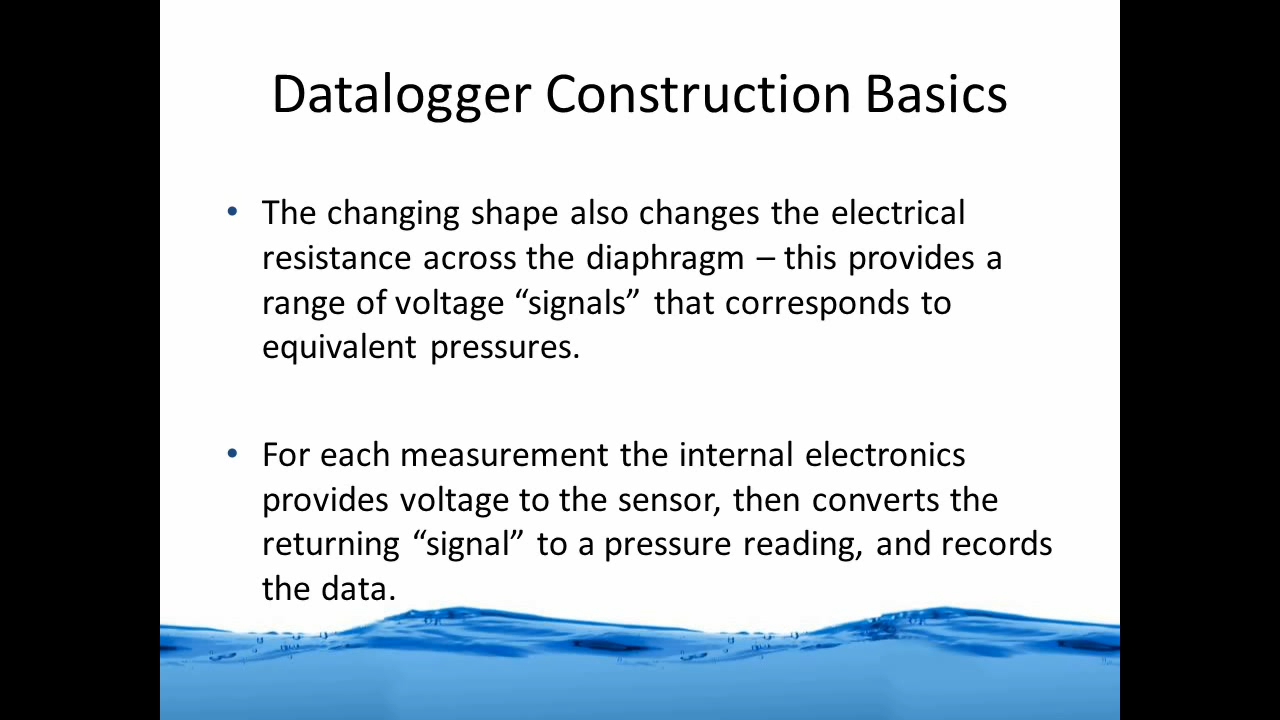 Datalogger Construction Basics
• The changing shape also changes the electrical
resistance across the diaphragm – this provides a
range of voltage “signals” that corresponds to
equivalent pressures.
• For each measurement the internal electronics
provides voltage to the sensor, then converts the
returning “signal” to a pressure reading, and records
the data.